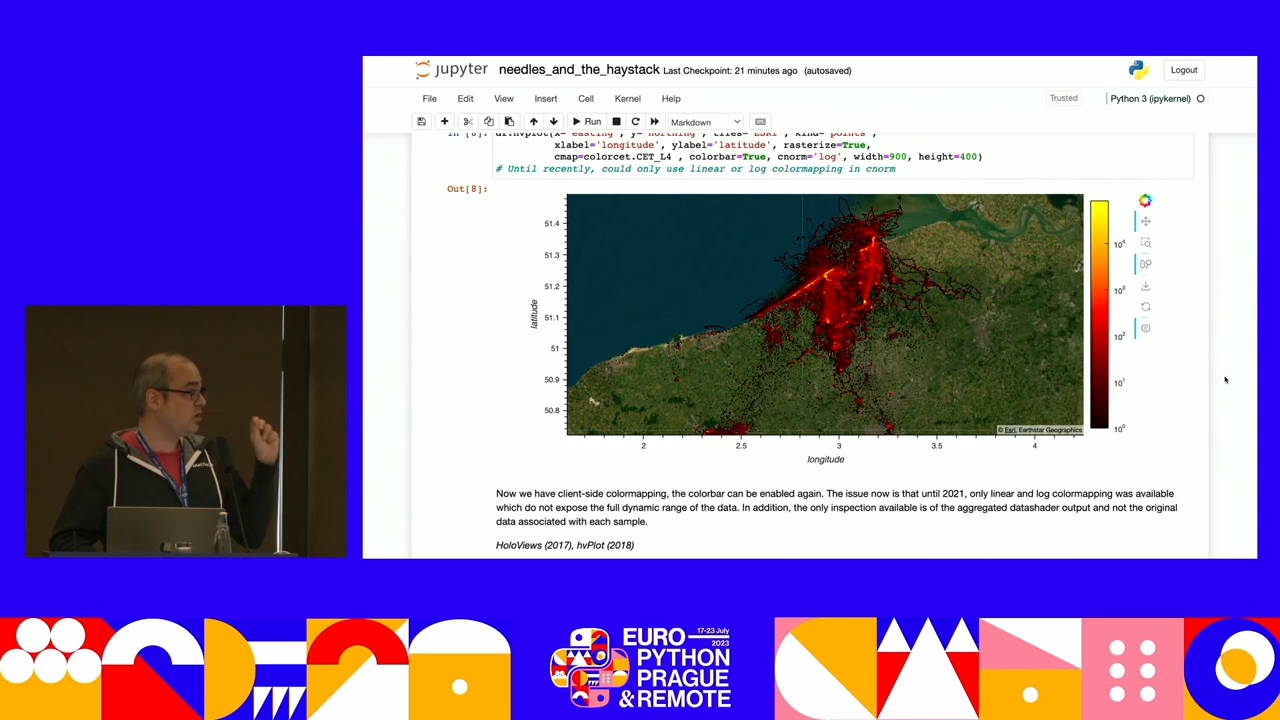 jupyter needles_and_the_haystack Last Checkpoint: 21 minutes ago (autosaved)
Logout
File Edit View Insert Cell Kernel Help
Trusted
Python 3 (ipykernel)
Run
Markdown
xlabel='longitude', ylabel='latitude', rasterize=True,
cmap=colorcet.CET_L4 , colorbar=True, cnorm='log', width=900, height=400)
# Until recently, could only use linear or log colormapping in cnorm
Out[8]:
51.4
51.3
51.2
51.1
51
50.9
50.8
latitude
2 2.5 3 3.5 4
longitude
© Esri, Earthstar Geographics
10⁴
10³
10²
10¹
10⁰
Now we have client-side colormapping, the colorbar can be enabled again. The issue now is that until 2021, only linear and log colormapping was available
which do not expose the full dynamic range of the data. In addition, the only inspection available is of the aggregated datashader output and not the original
data associated with each sample.
HoloViews (2017), hvPlot (2018)
EURO 17-23 July
2023
PYTHON
PRAGUE
& REMOTE